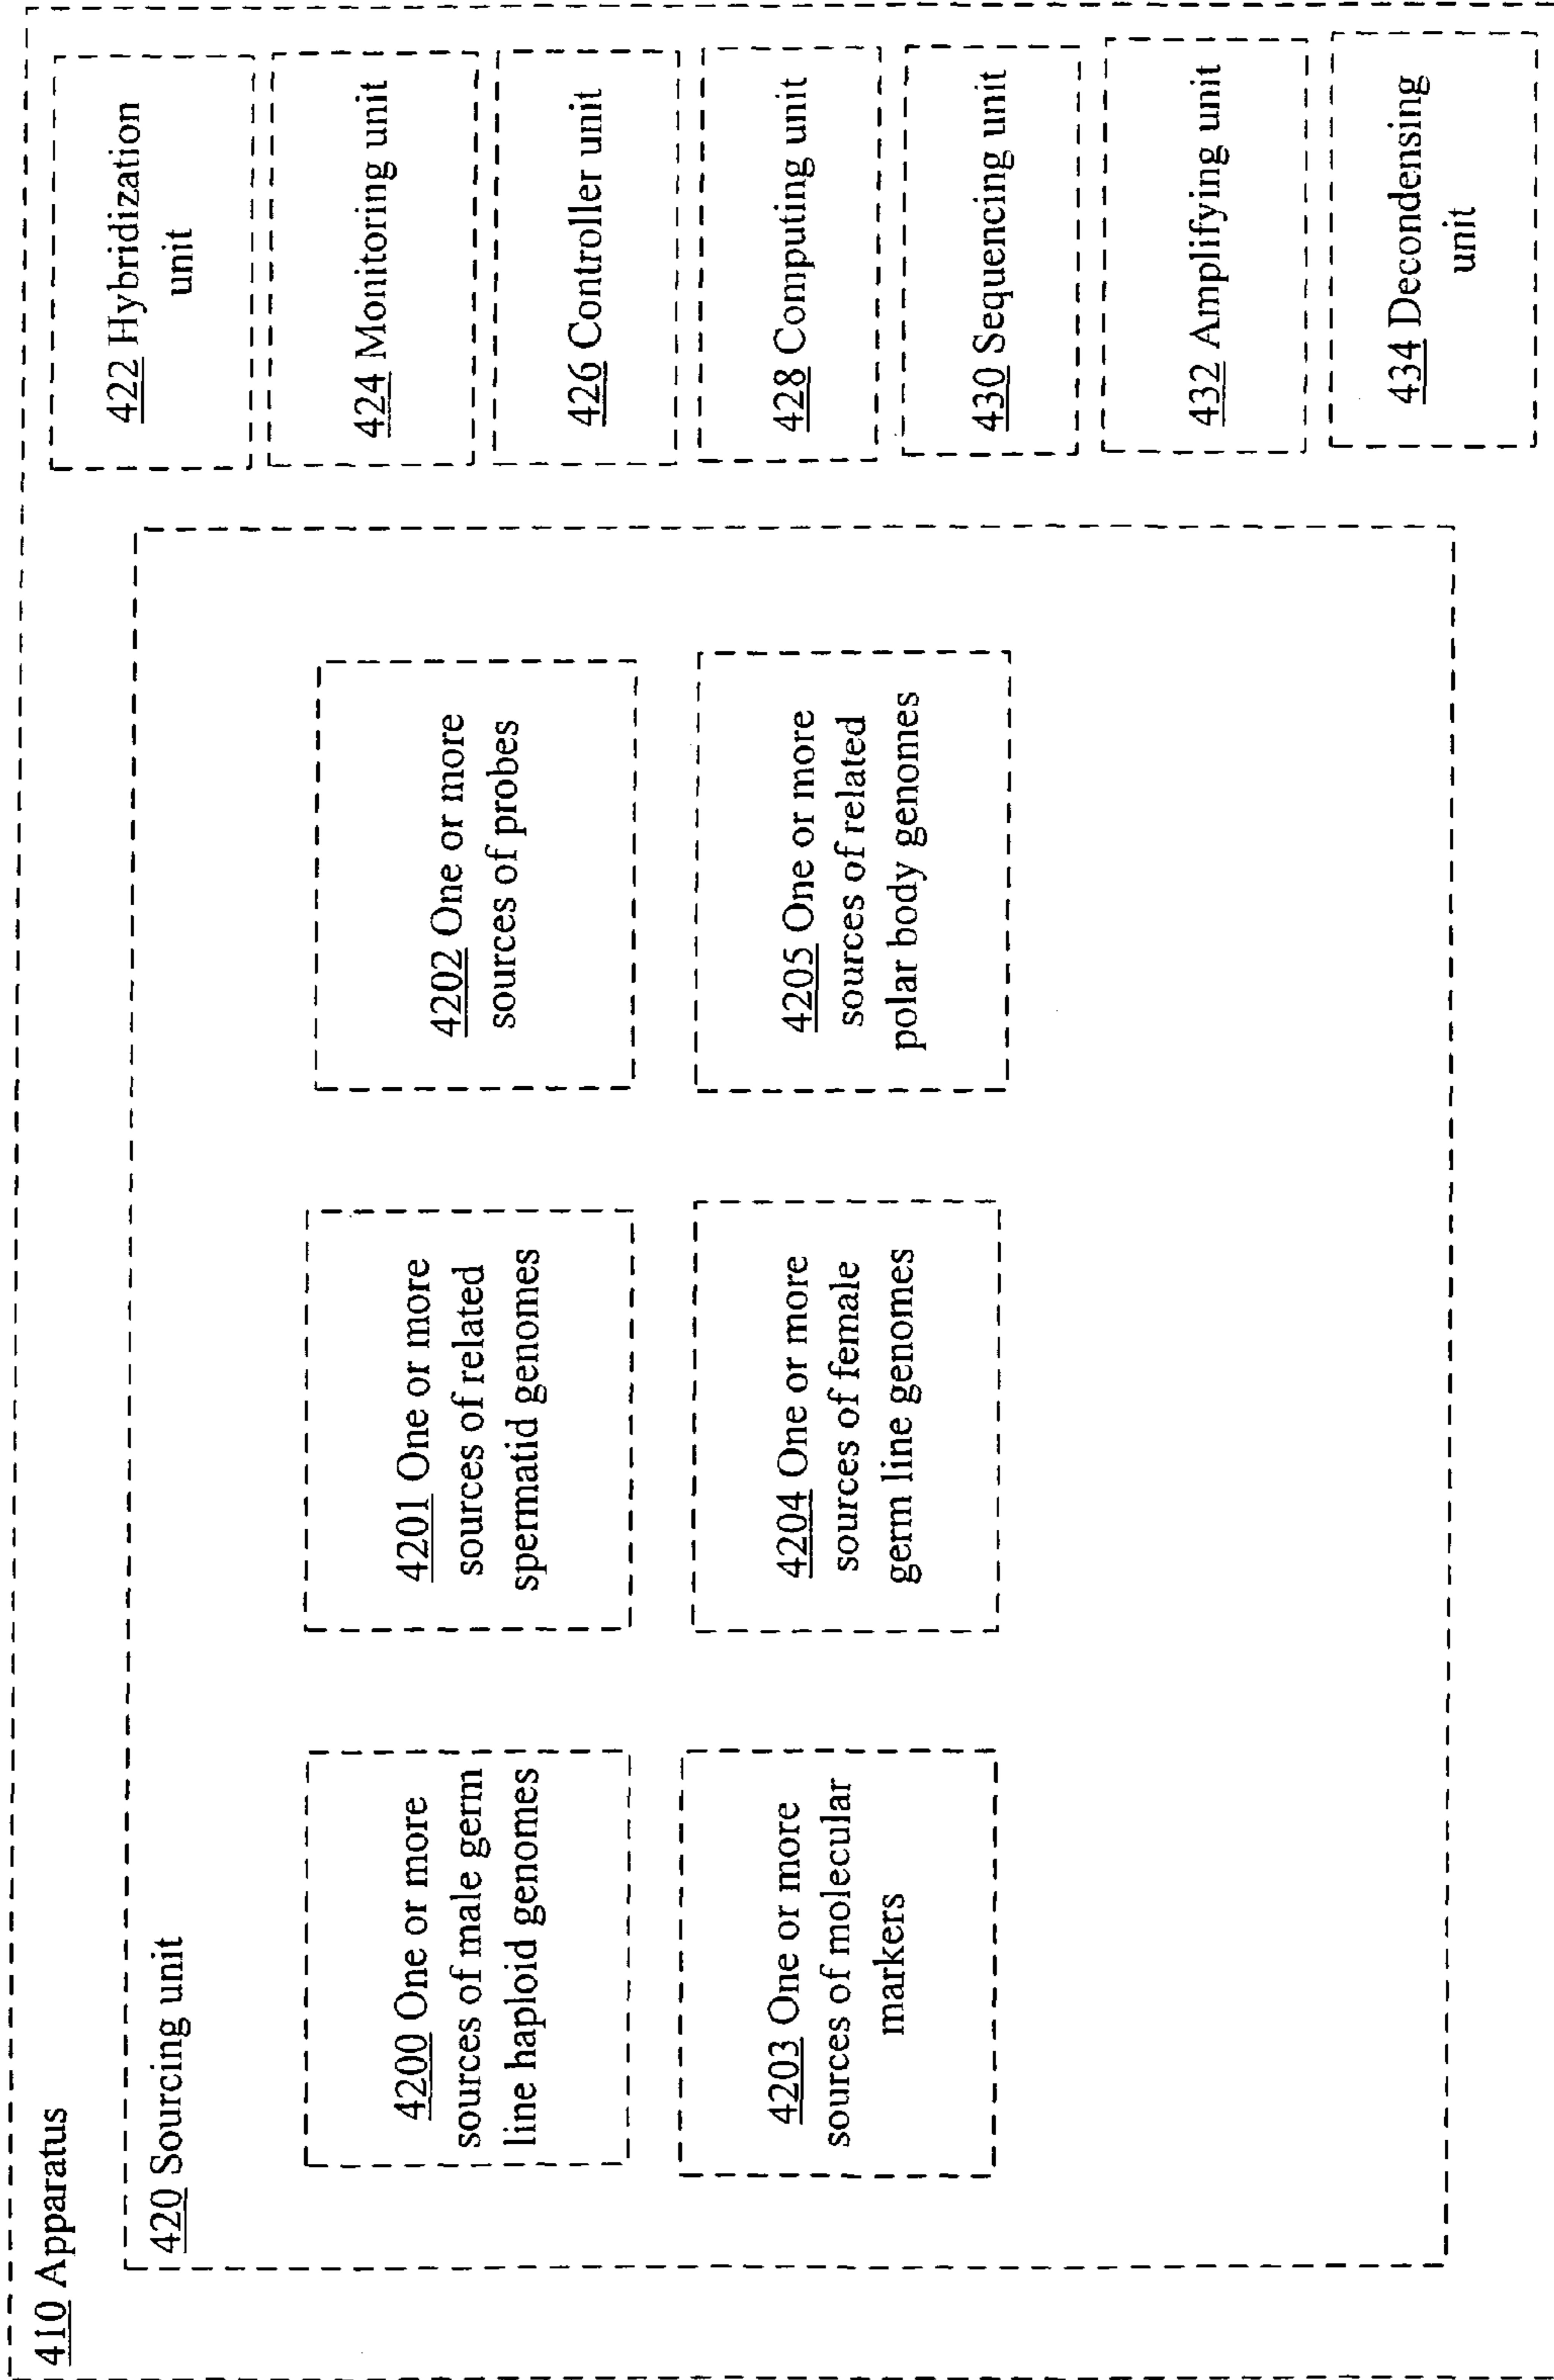 410 Apparatus
420 Sourcing unit
4200 One or more
sources of male germ
line haploid genomes
4201 One or more
sources of related
spermatid genomes
4202 One or more
sources of probes
4203 One or more
sources of molecular
markers
4204 One or more
sources of female
germ line genomes
4205 One or more
sources of related
polar body genomes
422 Hybridization
unit
424 Monitoring unit
426 Controller unit
428 Computing unit
430 Sequencing unit
432 Amplifying unit
434 Decondensing
unit